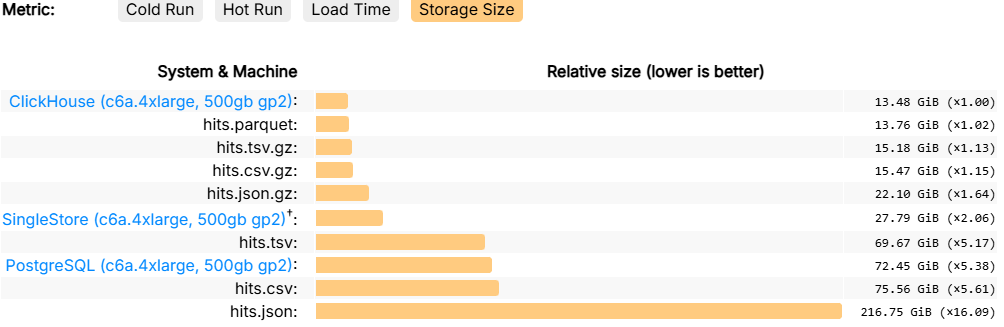 Metric: Cold Run Hot Run Load Time Storage Size
System & Machine Relative size (lower is better)
ClickHouse (c6a.4xlarge, 500gb gp2): 13.48 GiB (×1.00)
hits.parquet: 13.76 GiB (×1.02)
hits.tsv.gz: 15.18 GiB (×1.13)
hits.csv.gz: 15.47 GiB (×1.15)
hits.json.gz: 22.10 GiB (×1.64)
SingleStore (c6a.4xlarge, 500gb gp2)†: 27.79 GiB (×2.06)
hits.tsv: 69.67 GiB (×5.17)
PostgreSQL (c6a.4xlarge, 500gb gp2): 72.45 GiB (×5.38)
hits.csv: 75.56 GiB (×5.61)
hits.json: 216.75 GiB (×16.09)